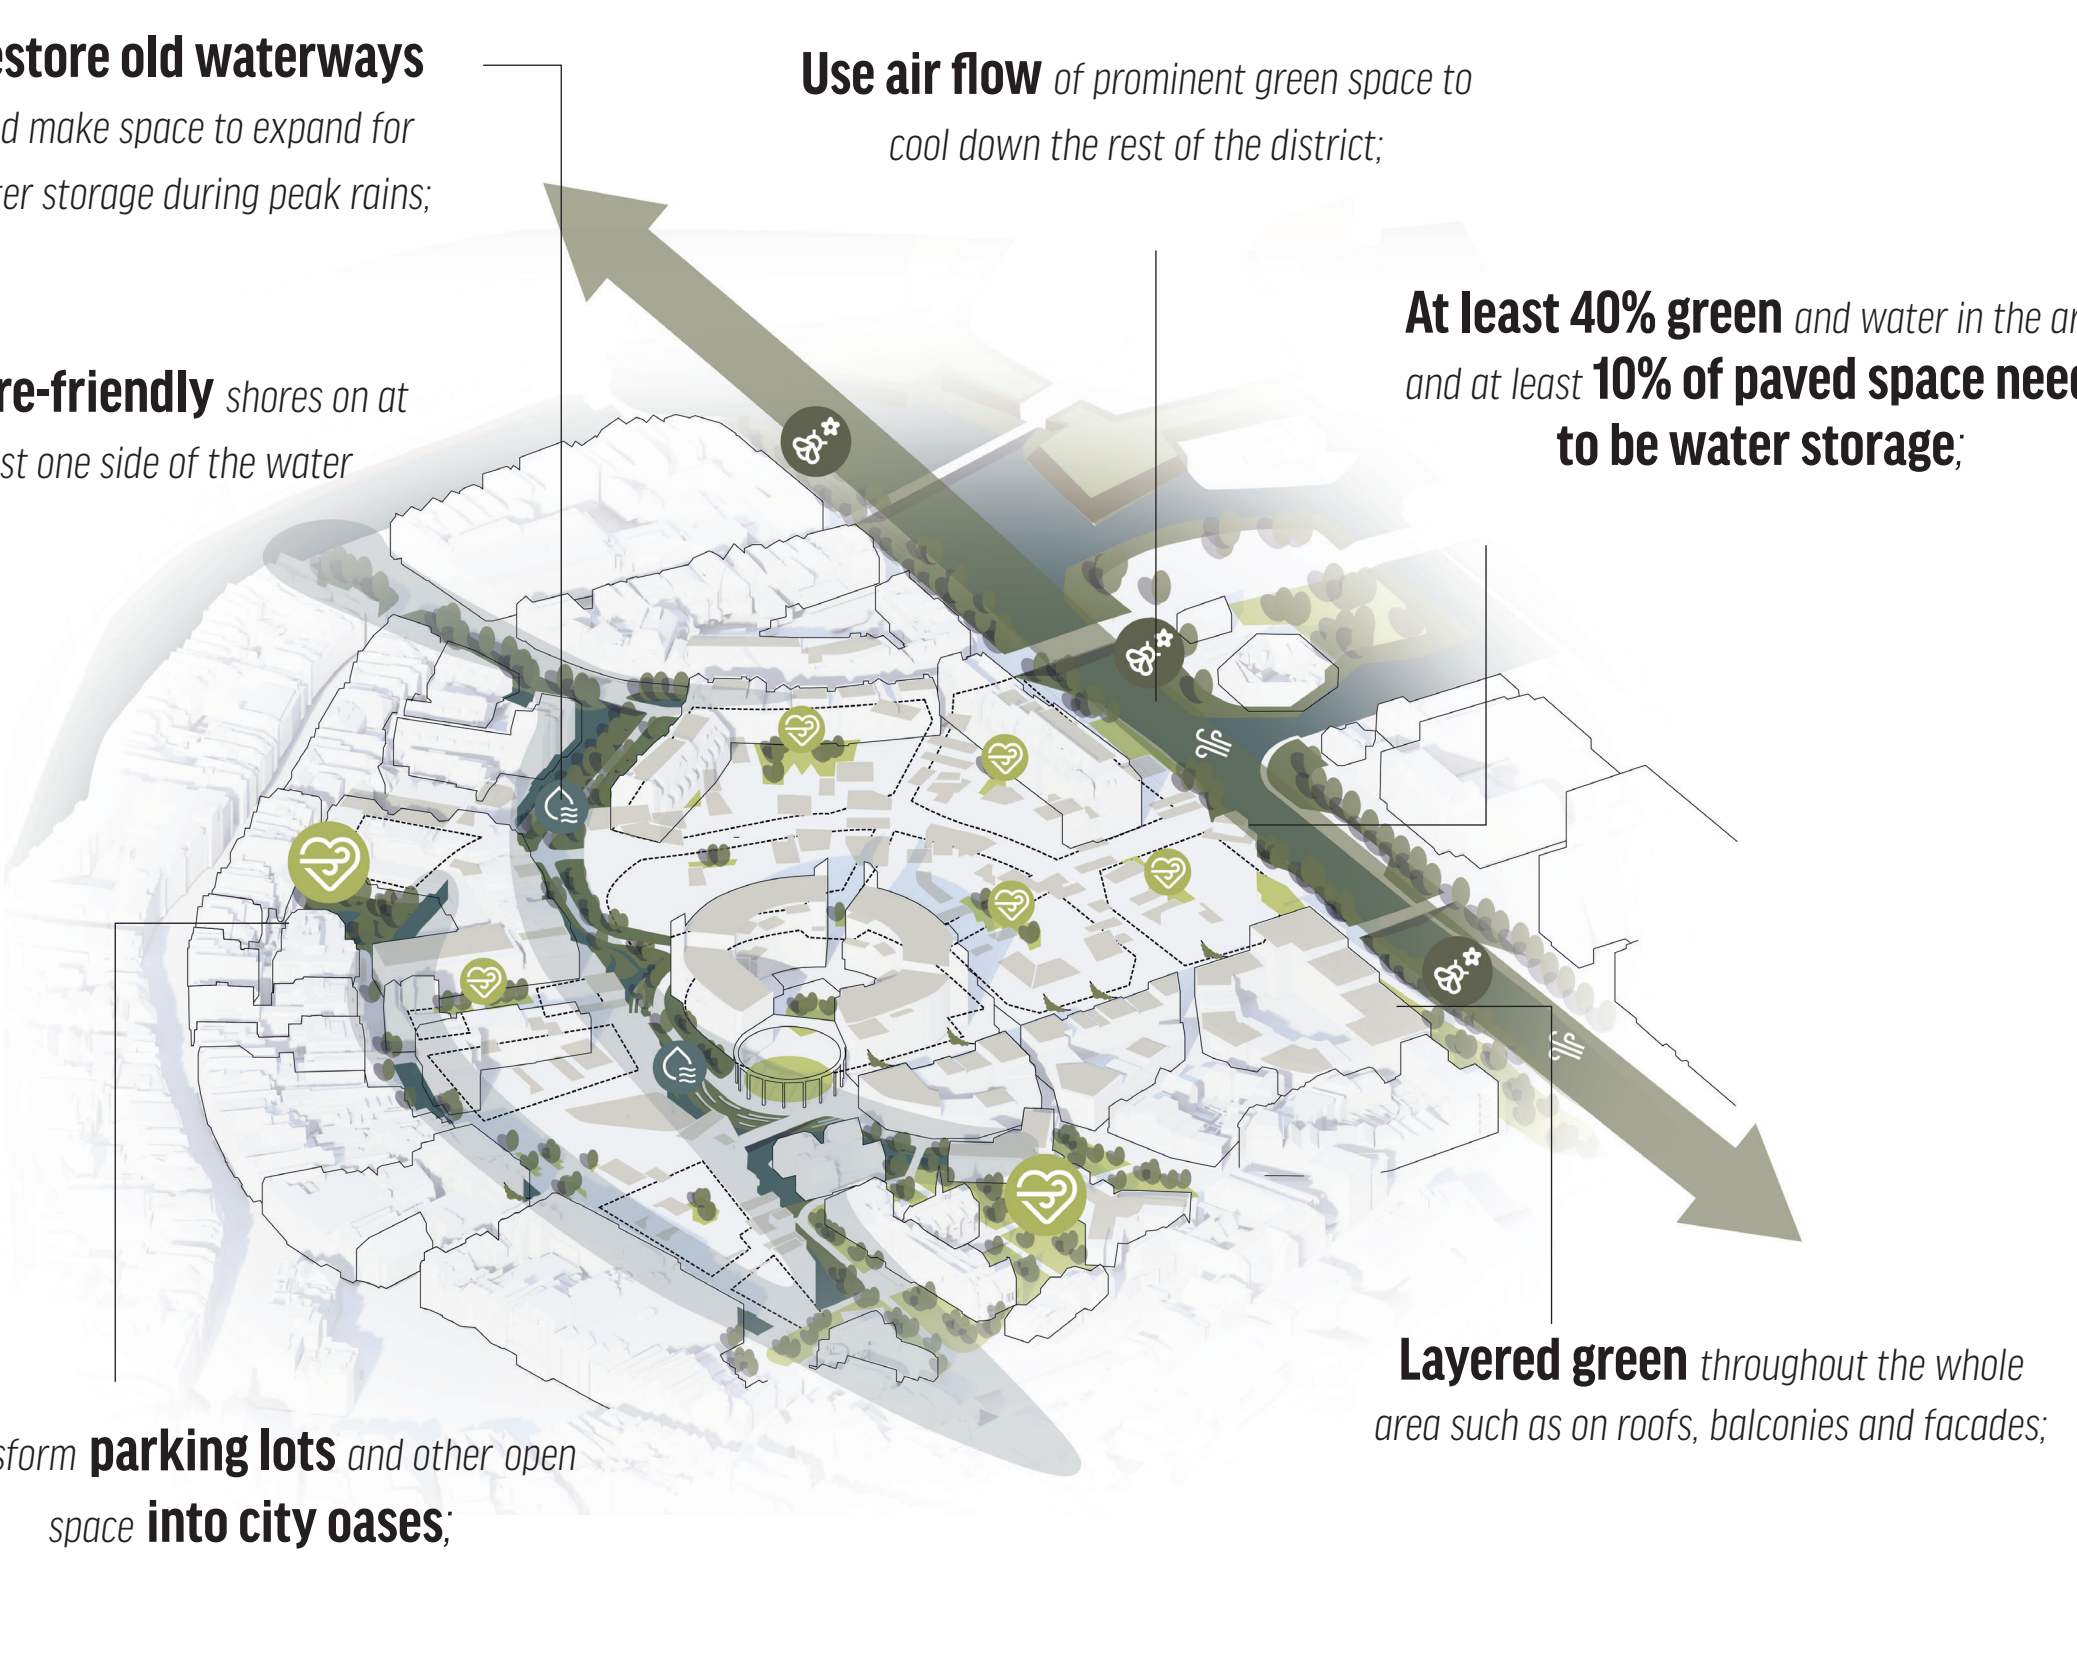 estore old waterways
d make space to expand for
er storage during peak rains;
Use air flow of prominent green space to
cool down the rest of the district;
re-friendly shores on at
st one side of the water
At least 40% green and water in the ar
and at least 10% of paved space need
to be water storage;
Layered green throughout the whole
area such as on roofs, balconies and facades;
sform parking lots and other open
space into city oases;